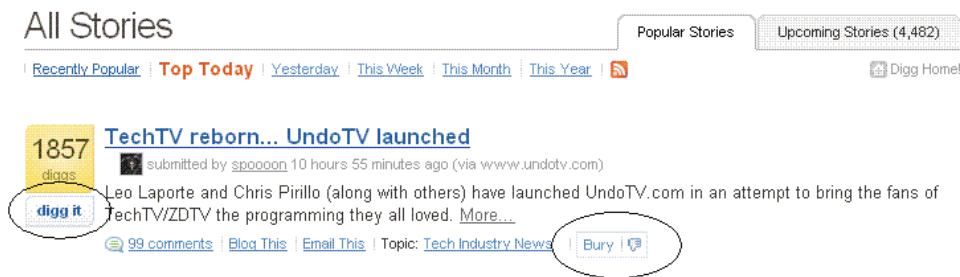 All Stories
Popular Stories
Upcoming Stories (4,482)
Recently Popular Top Today Yesterday This Week This Month This Year
Digg Home!
1857
diggs
digg it
TechTV reborn... UndoTV launched
submitted by spoooon 10 hours 55 minutes ago (via www.undotv.com)
Leo Laporte and Chris Pirillo (along with others) have launched UndoTV.com in an attempt to bring the fans of
TechTV/ZDTV the programming they all loved. More...
99 comments Blog This Email This Topic: Tech Industry News Bury